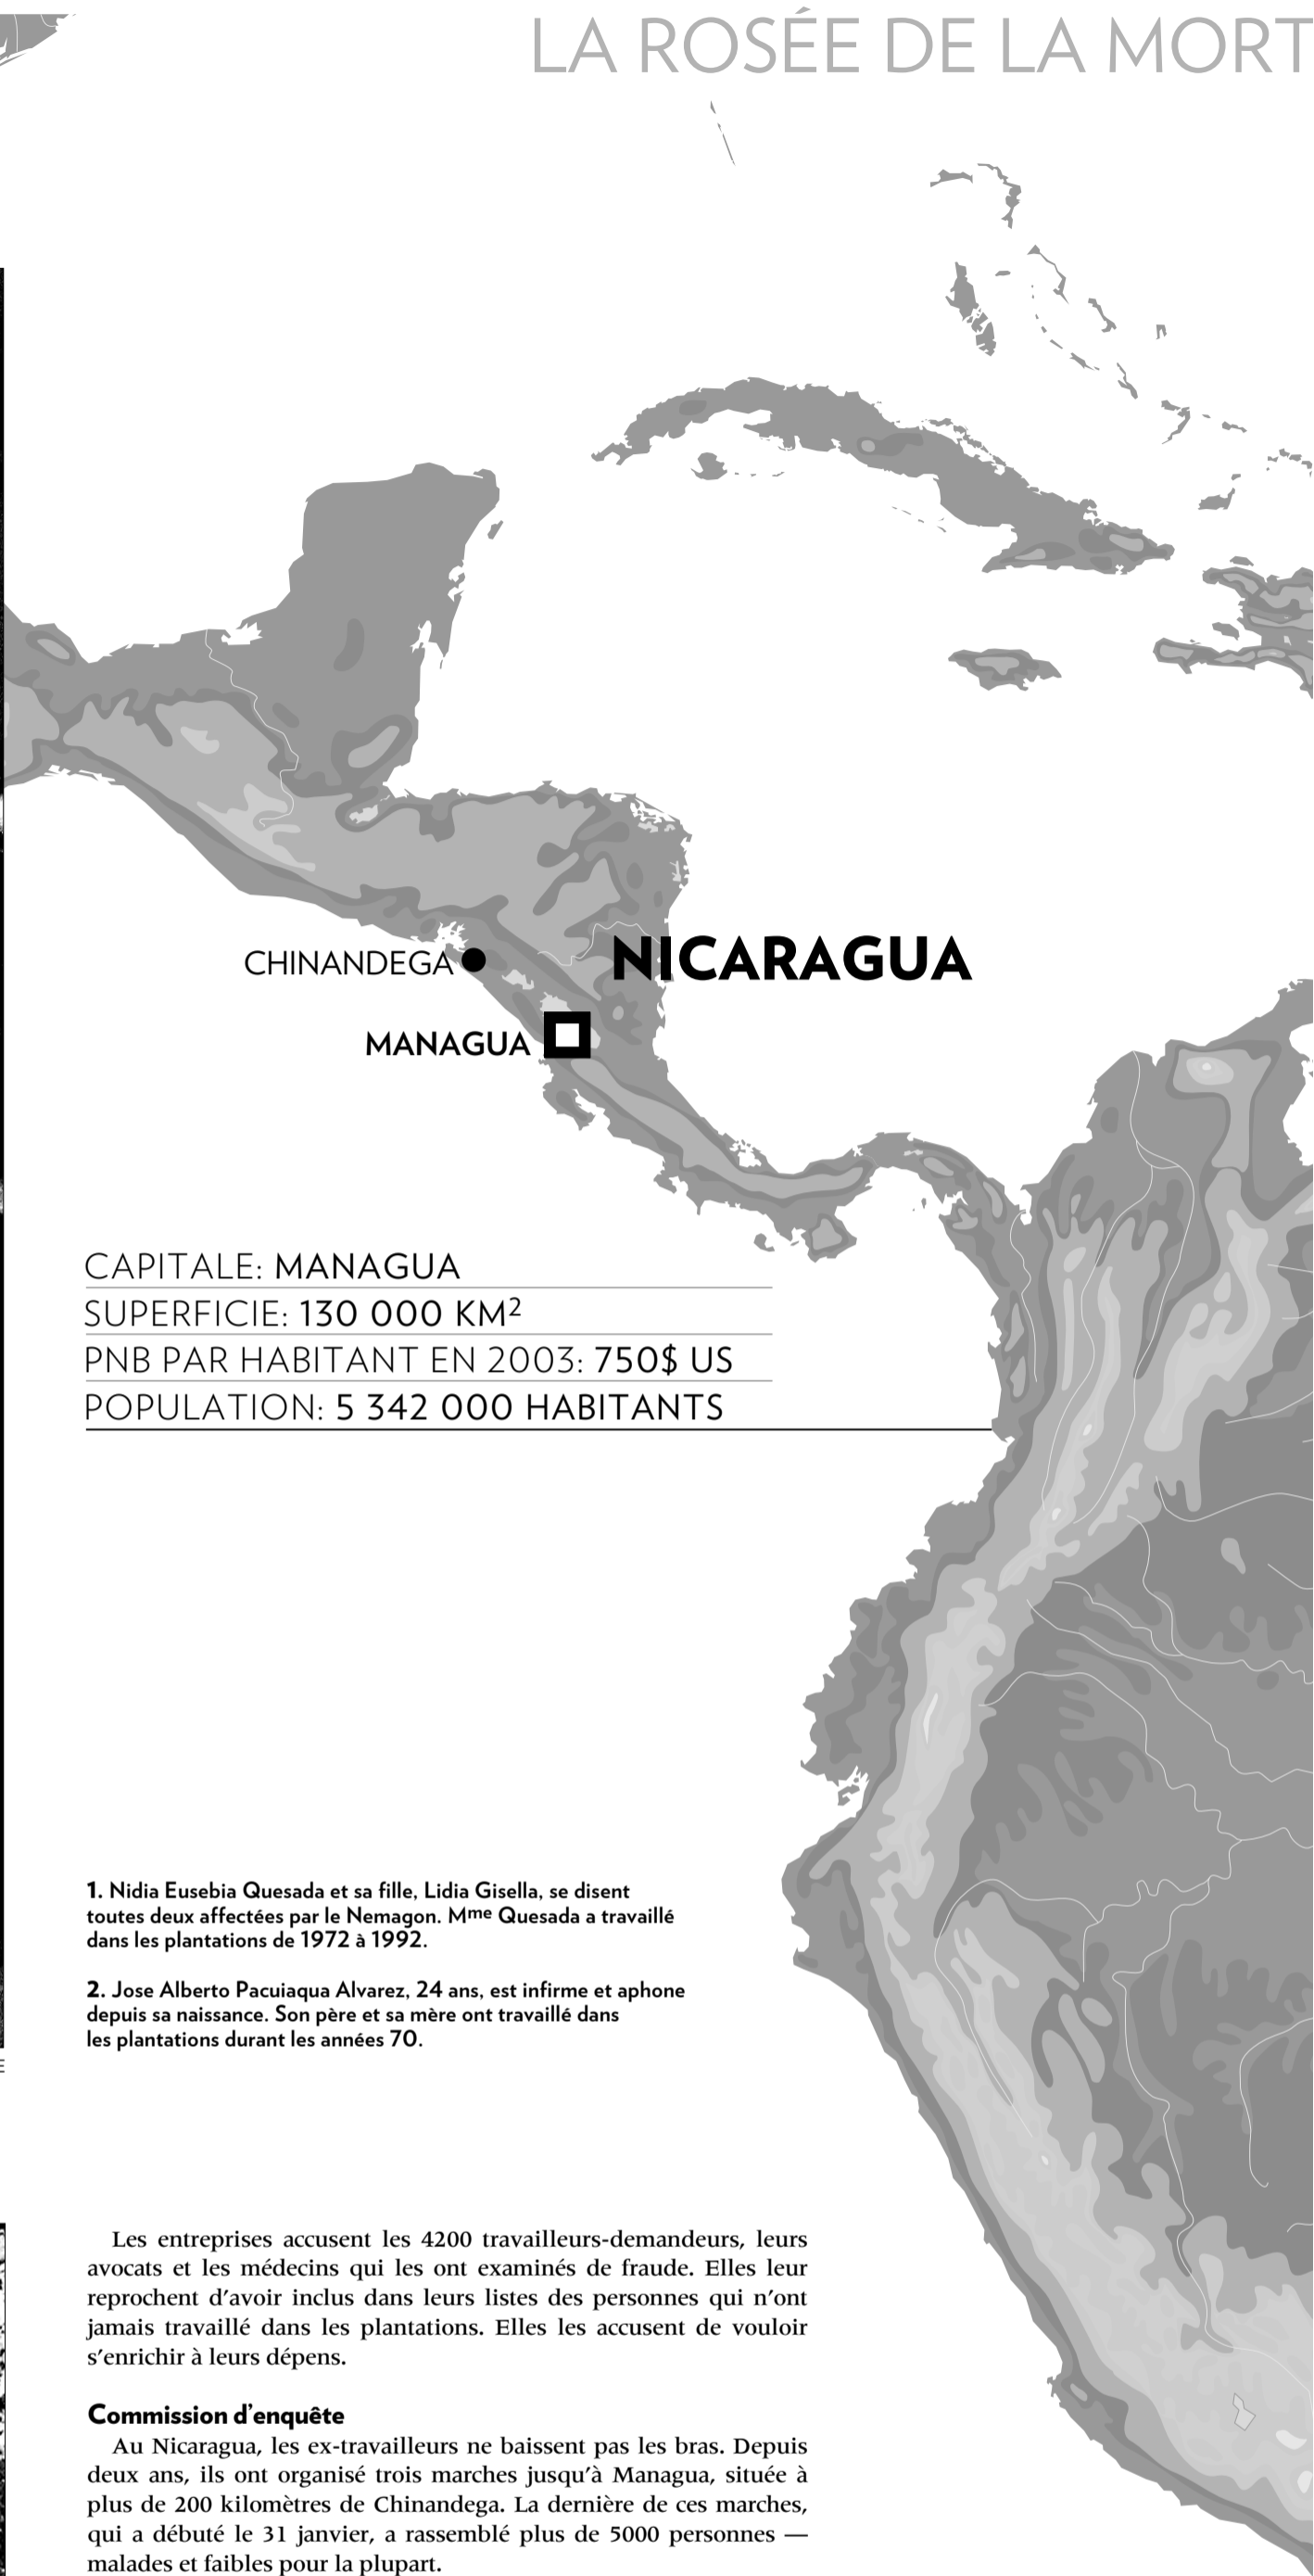 LA ROSÉE DE LA MORT
CHINANDEGA
NICARAGUA
MANAGUA
CAPITALE: MANAGUA
SUPERFICIE: 130 000 KM²
PNB PAR HABITANT EN 2003: 750$ US
POPULATION: 5 342 000 HABITANTS
1. Nidia Eusebia Quesada et sa fille, Lidia Gisella, se disent
toutes deux affectées par le Nemagon. Mme Quesada a travaillé
dans les plantations de 1972 à 1992.
2. Jose Alberto Pacuiaqua Alvarez, 24 ans, est infirme et aphone
depuis sa naissance. Son père et sa mère ont travaillé dans
les plantations durant les années 70.
Les entreprises accusent les 4200 travailleurs-demandeurs, leurs
avocats et les médecins qui les ont examinés de fraude. Elles leur
reprochent d'avoir inclus dans leurs listes des personnes qui n'ont
jamais travaillé dans les plantations. Elles les accusent de vouloir
s'enrichir à leurs dépens.
Commission d'enquête
Au Nicaragua, les ex-travailleurs ne baissent pas les bras. Depuis
deux ans, ils ont organisé trois marches jusqu'à Managua, située à
plus de 200 kilomètres de Chinandega. La dernière de ces marches,
qui a débuté le 31 janvier, a rassemblé plus de 5000 personnes —
malades et faibles pour la plupart.